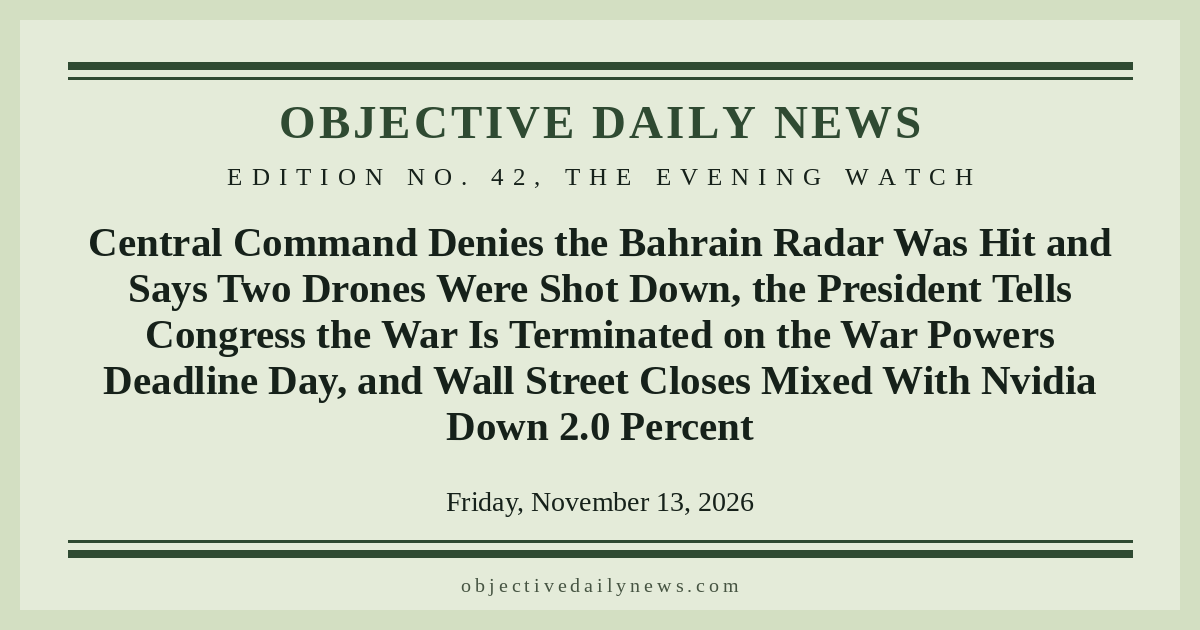 OBJECTIVE DAILY NEWS
EDITION NO. 42, THE EVENING WATCH
Central Command Denies the Bahrain Radar Was Hit and
Says Two Drones Were Shot Down, the President Tells
Congress the War Is Terminated on the War Powers
Deadline Day, and Wall Street Closes Mixed With Nvidia
Down 2.0 Percent
Friday, November 13, 2026
objectivedailynews.com